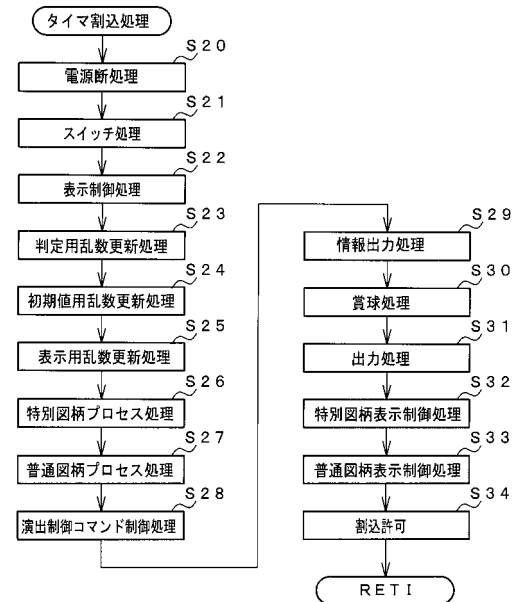 タイマ割込処理
S20
電源断処理
S21
スイッチ処理
S22
表示制御処理
S23
判定用乱数更新処理
S24
初期値用乱数更新処理
S25
表示用乱数更新処理
S26
特別図柄プロセス処理
S27
普通図柄プロセス処理
S28
演出制御コマンド制御処理
S29
情報出力処理
S30
賞球処理
S31
出力処理
S32
特別図柄表示制御処理
S33
普通図柄表示制御処理
S34
割込許可
RETI